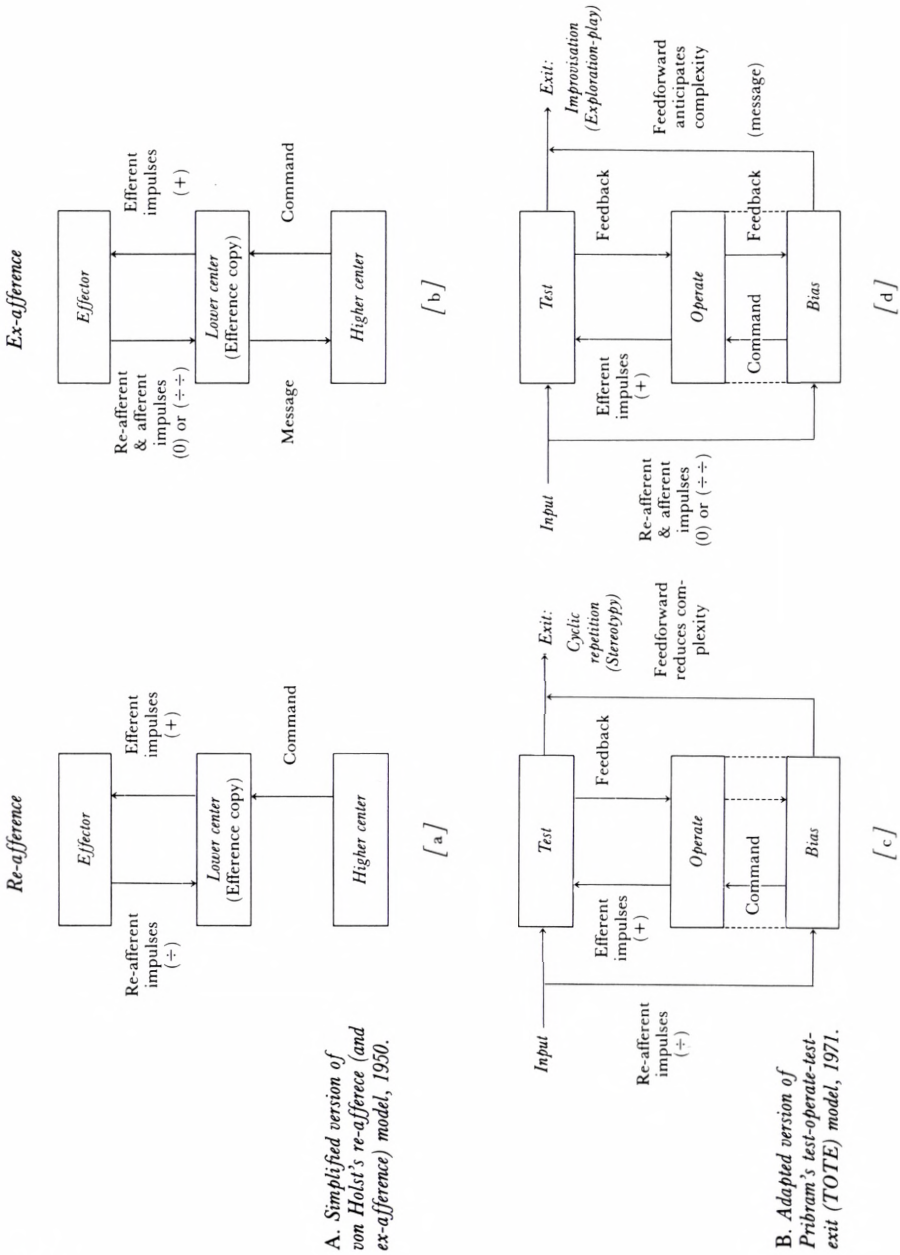 Re-afference
Ex-afference
Effector
Re-afferent
impulses
(÷)
Efferent
impulses
(+)
Lower center
(Efference copy)
Command
Higher center
[a]
Effector
Re-afferent
& afferent
impulses
(0) or (÷÷)
Efferent
impulses
(+)
Lower center
(Efference copy)
Message
Command
Higher center
[b]
A. Simplified version of
von Holst's re-afferece (and
ex-afference) model, 1950.
Input
Test
Exit:
Cyclic
repetition
(Stereotypy)
Re-afferent
impulses
(÷)
Efferent
impulses
(+)
Feedback
Feedforward
reduces com-
plexity
Operate
Command
Bias
[c]
Input
Test
Exit:
Improvisation
(Exploration-play)
Re-afferent
& afferent
impulses
(0) or (÷÷)
Efferent
impulses
(+)
Feedback
Feedforward
anticipates
complexity
(message)
Operate
Command
Feedback
Bias
[d]
B. Adapted version of
Pribram's test-operate-test-
exit (TOTE) model, 1971.